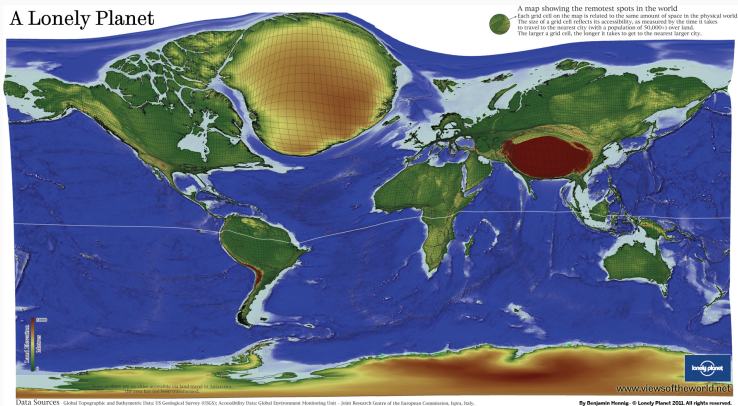 A Lonely Planet
A map showing the remotest spots in the world
Each grid cell on the map is related to the same amount of space in the physical world.
The size of a grid cell reflects its accessibility, as measured by the time it takes
to travel to the nearest city (with a population of 50,000+) over land.
The larger a grid cell, the longer it takes to get to the nearest larger city.
Land Elevation
Metres
lonely planet
www.viewsoftheworld.net
Data Sources Global Topographic and Bathymetric Data: US Geological Survey (USGS); Accessibility Data: Global Environment Monitoring Unit - Joint Research Centre of the European Commission, Ispra, Italy.
By Benjamin Hennig - © Lonely Planet 2011. All rights reserved.